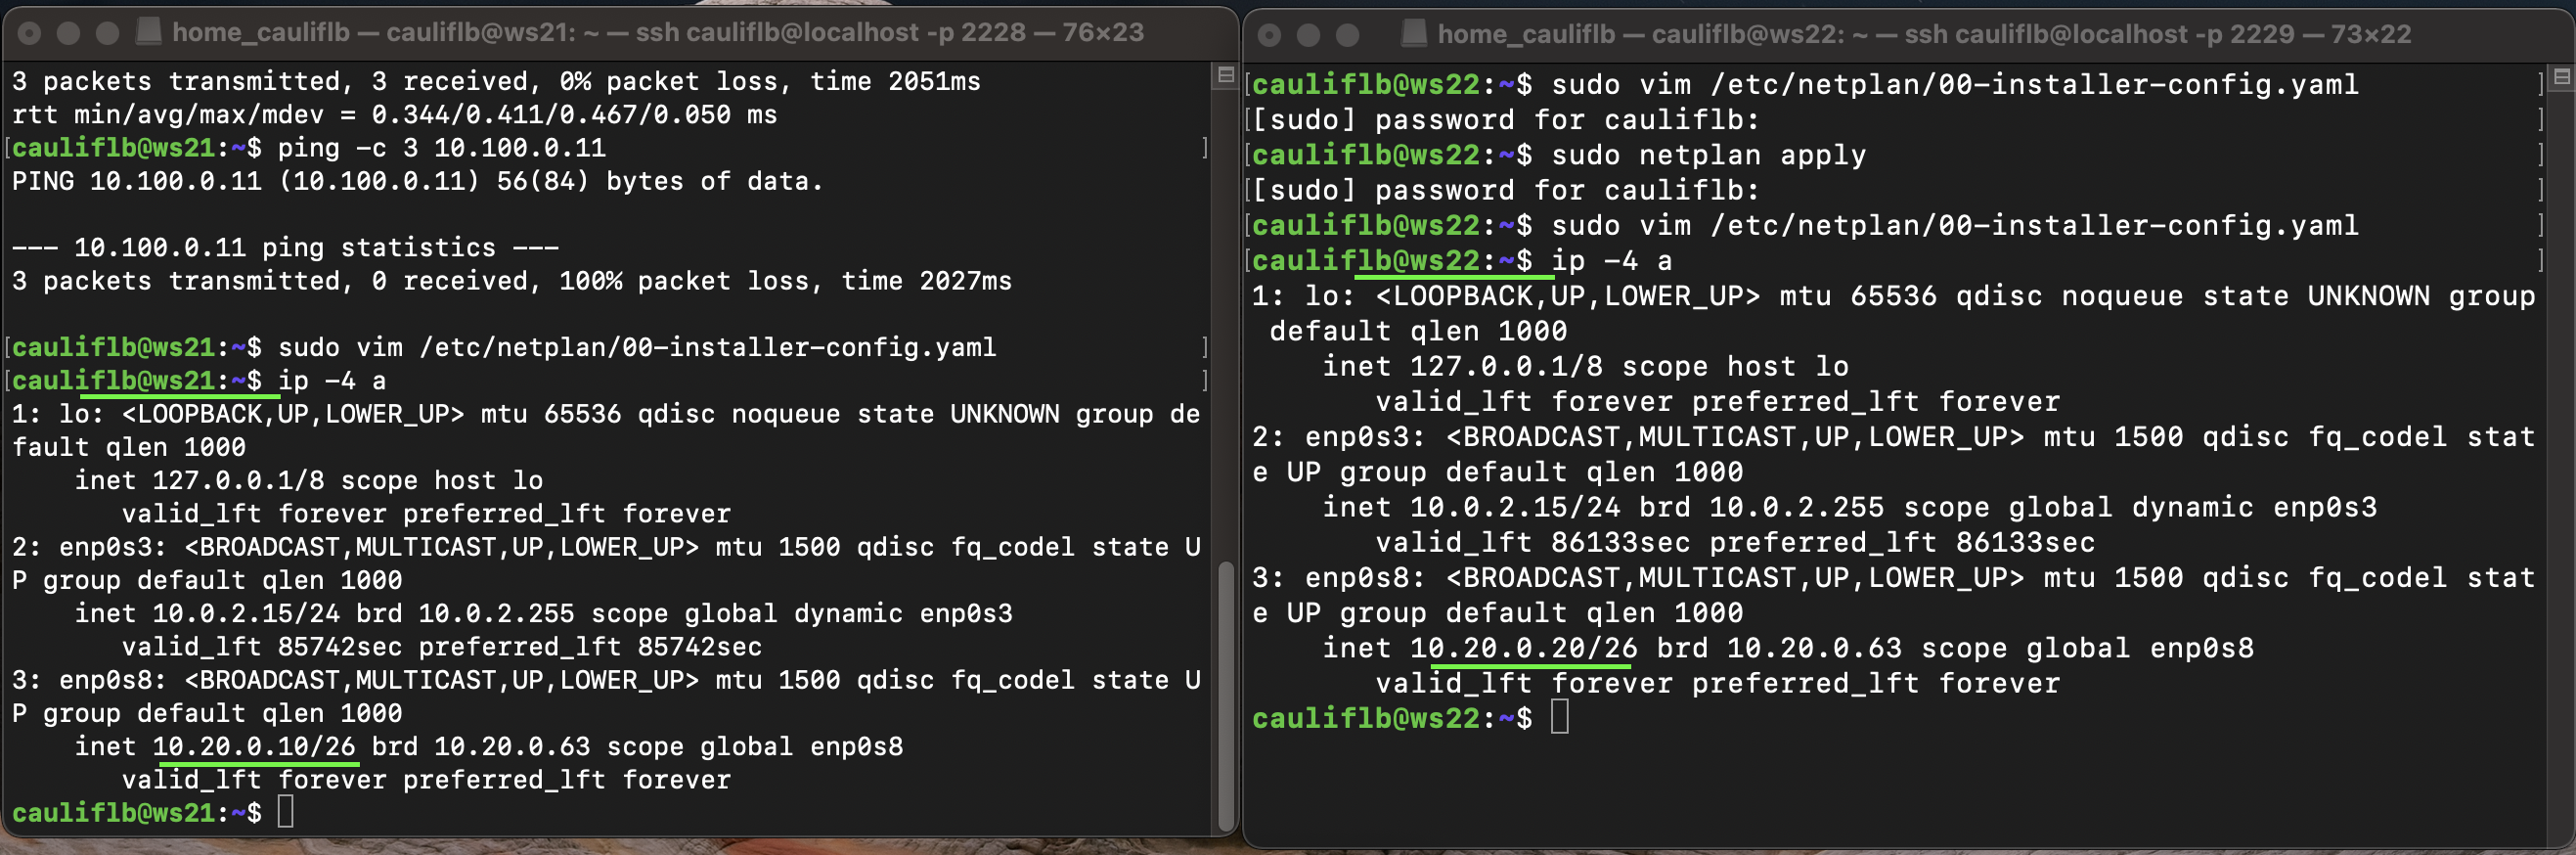 home_cauliflb — cauliflb@ws21: ~ — ssh cauliflb@localhost -p 2228 — 76×23
3 packets transmitted, 3 received, 0% packet loss, time 2051ms
rtt min/avg/max/mdev = 0.344/0.411/0.467/0.050 ms
[cauliflb@ws21:~$ ping -c 3 10.100.0.11 ]
PING 10.100.0.11 (10.100.0.11) 56(84) bytes of data.
--- 10.100.0.11 ping statistics ---
3 packets transmitted, 0 received, 100% packet loss, time 2027ms
[cauliflb@ws21:~$ sudo vim /etc/netplan/00-installer-config.yaml ]
[cauliflb@ws21:~$ ip -4 a ]
1: lo: <LOOPBACK,UP,LOWER_UP> mtu 65536 qdisc noqueue state UNKNOWN group de
fault qlen 1000
inet 127.0.0.1/8 scope host lo
valid_lft forever preferred_lft forever
2: enp0s3: <BROADCAST,MULTICAST,UP,LOWER_UP> mtu 1500 qdisc fq_codel state U
P group default qlen 1000
inet 10.0.2.15/24 brd 10.0.2.255 scope global dynamic enp0s3
valid_lft 85742sec preferred_lft 85742sec
3: enp0s8: <BROADCAST,MULTICAST,UP,LOWER_UP> mtu 1500 qdisc fq_codel state U
P group default qlen 1000
inet 10.20.0.10/26 brd 10.20.0.63 scope global enp0s8
valid_lft forever preferred_lft forever
cauliflb@ws21:~$
home_cauliflb — cauliflb@ws22: ~ — ssh cauliflb@localhost -p 2229 — 73×22
[cauliflb@ws22:~$ sudo vim /etc/netplan/00-installer-config.yaml ]
[[sudo] password for cauliflb: ]
[cauliflb@ws22:~$ sudo netplan apply ]
[[sudo] password for cauliflb: ]
[cauliflb@ws22:~$ sudo vim /etc/netplan/00-installer-config.yaml ]
[cauliflb@ws22:~$ ip -4 a ]
1: lo: <LOOPBACK,UP,LOWER_UP> mtu 65536 qdisc noqueue state UNKNOWN group
default qlen 1000
inet 127.0.0.1/8 scope host lo
valid_lft forever preferred_lft forever
2: enp0s3: <BROADCAST,MULTICAST,UP,LOWER_UP> mtu 1500 qdisc fq_codel stat
e UP group default qlen 1000
inet 10.0.2.15/24 brd 10.0.2.255 scope global dynamic enp0s3
valid_lft 86133sec preferred_lft 86133sec
3: enp0s8: <BROADCAST,MULTICAST,UP,LOWER_UP> mtu 1500 qdisc fq_codel stat
e UP group default qlen 1000
inet 10.20.0.20/26 brd 10.20.0.63 scope global enp0s8
valid_lft forever preferred_lft forever
cauliflb@ws22:~$